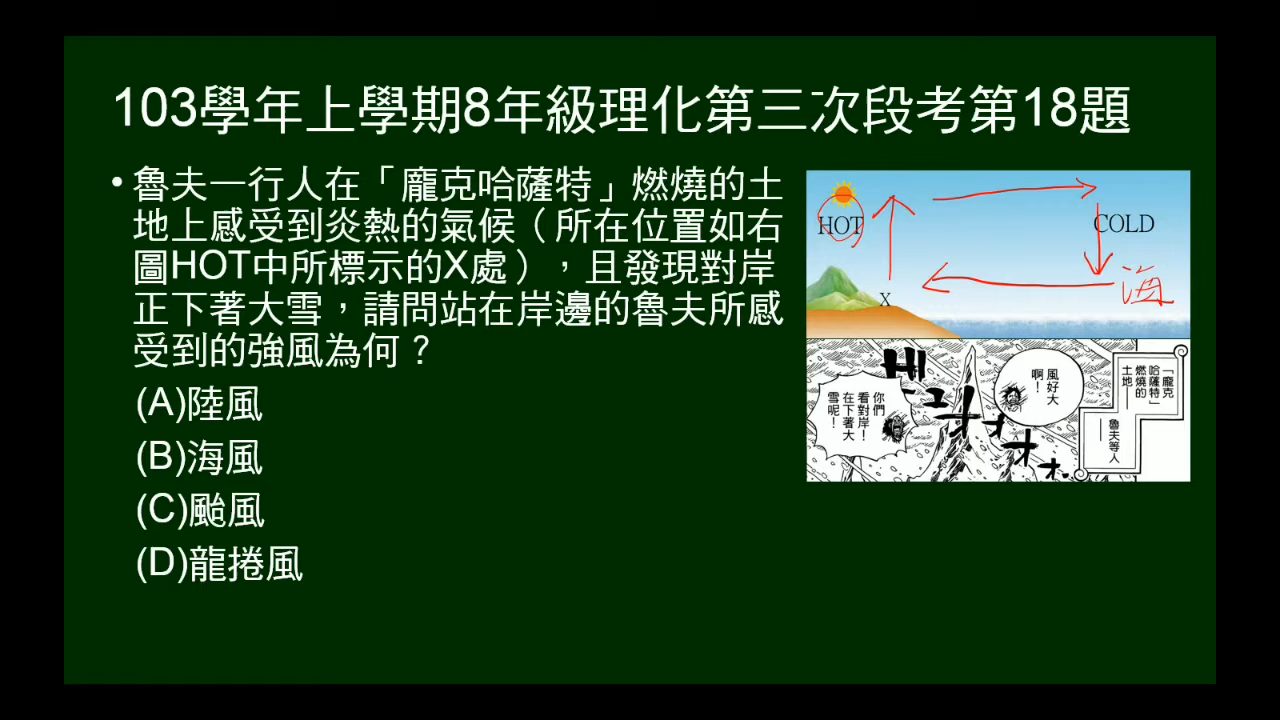 103學年上學期8年級理化第三次段考第18題
• 魯夫一行人在「龐克哈薩特」燃燒的土
地上感受到炎熱的氣候（所在位置如右
圖HOT中所標示的X處），且發現對岸
正下著大雪，請問站在岸邊的魯夫所感
受到的強風為何？
(A)陸風
(B)海風
(C)颱風
(D)龍捲風
HOT
COLD
海
X
「龐克
哈薩特」
燃燒的
土地──
魯夫等人
──
風好大
啊！
你們
看對岸！
在下著大
雪呢！